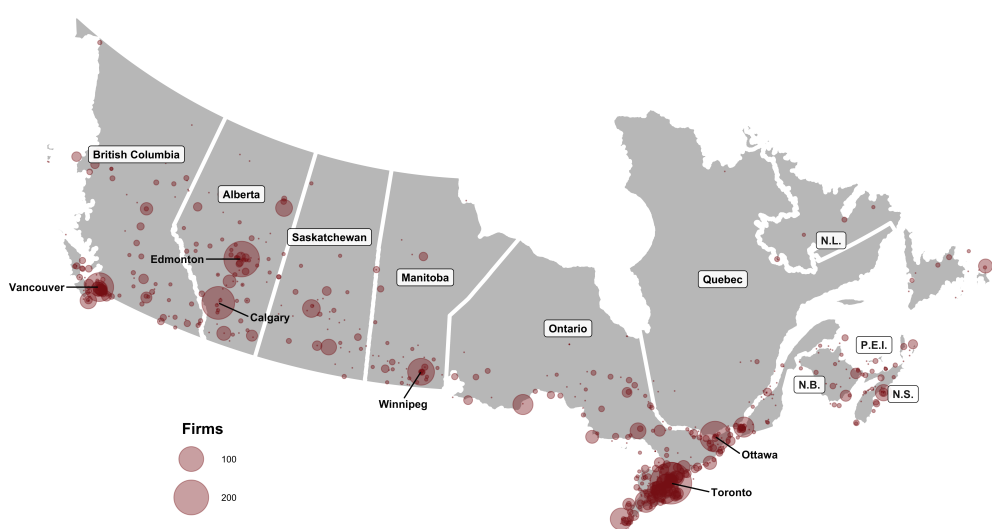 British Columbia
Alberta
Saskatchewan
Edmonton
Manitoba
Vancouver
Calgary
Winnipeg
Ontario
Quebec
N.L.
P.E.I.
N.B.
N.S.
Ottawa
Toronto
Firms
100
200